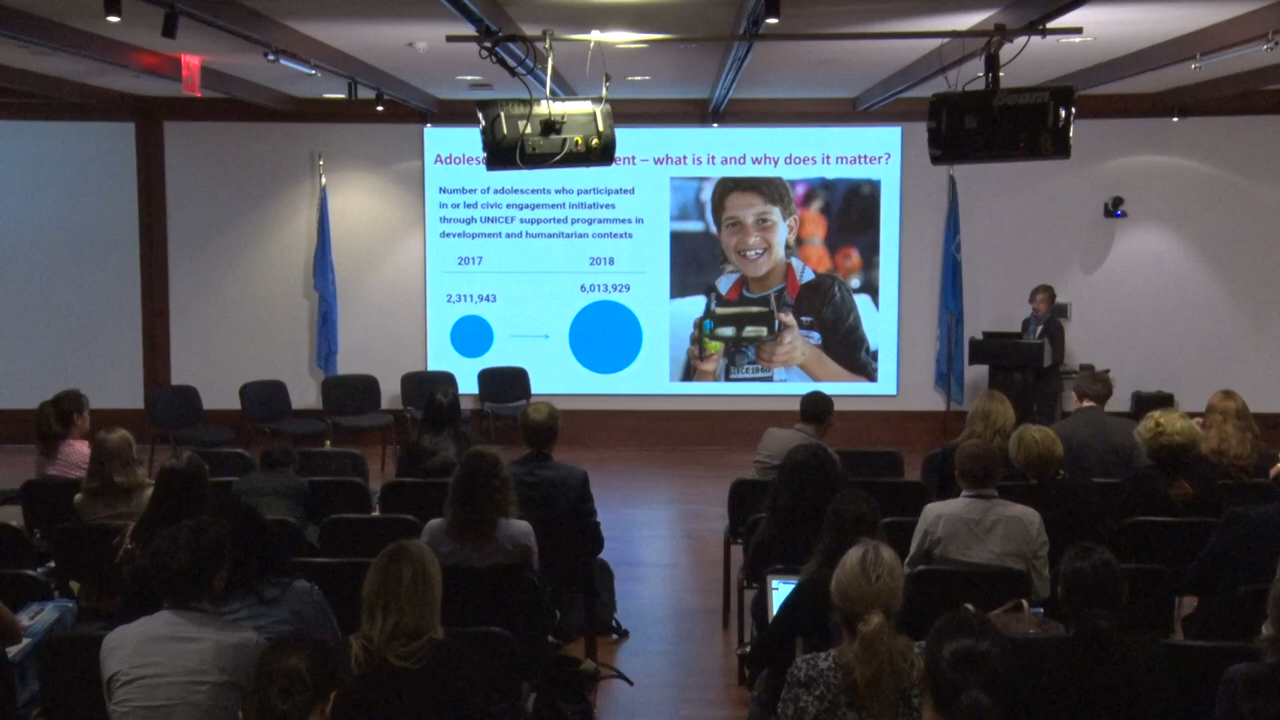 ent – what is it and why does it matter?
Number of adolescents who participated
in or led civic engagement initiatives
through UNICEF supported programmes in
development and humanitarian contexts
2017 2018
2,311,943 6,013,929